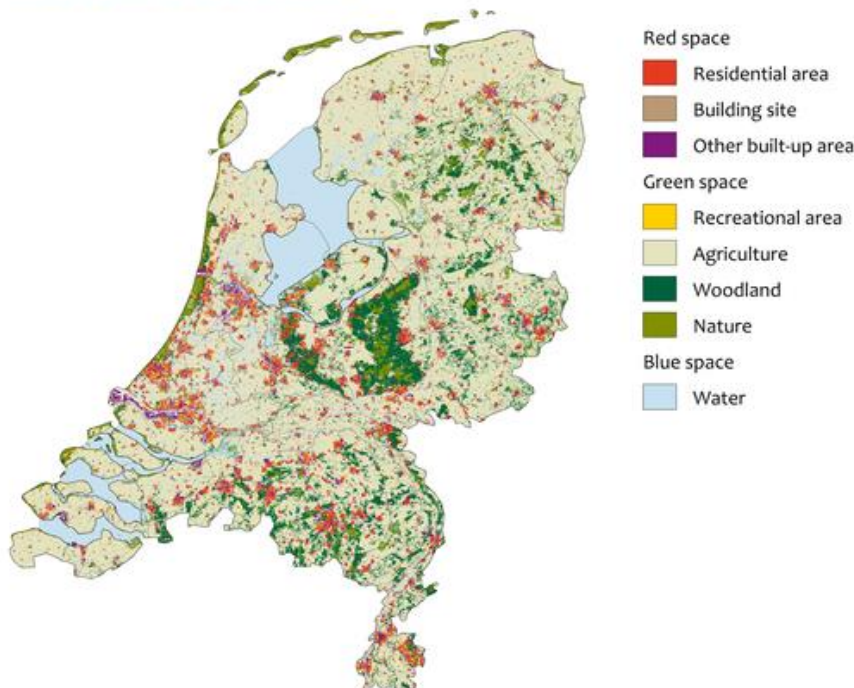 Red space
Residential area
Building site
Other built-up area
Green space
Recreational area
Agriculture
Woodland
Nature
Blue space
Water